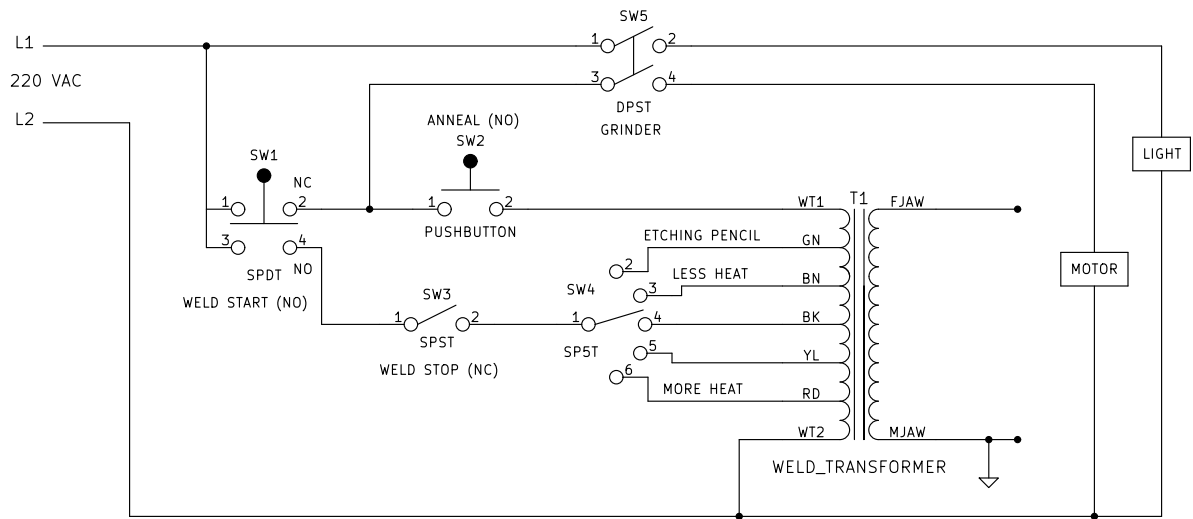 SW5
L1
1 2
220 VAC
3 4
L2
DPST
GRINDER
ANNEAL (NO)
SW2
LIGHT
SW1
NC
1 2
1 2
WT1
T1
FJAW
PUSHBUTTON
ETCHING PENCIL
GN
3 4
NO
SPDT
WELD START (NO)
2
LESS HEAT
BN
MOTOR
SW4
3
SW3
1 2
1
4
BK
SPST
SP5T
5
YL
WELD STOP (NC)
6
MORE HEAT
RD
WT2
MJAW
WELD_TRANSFORMER